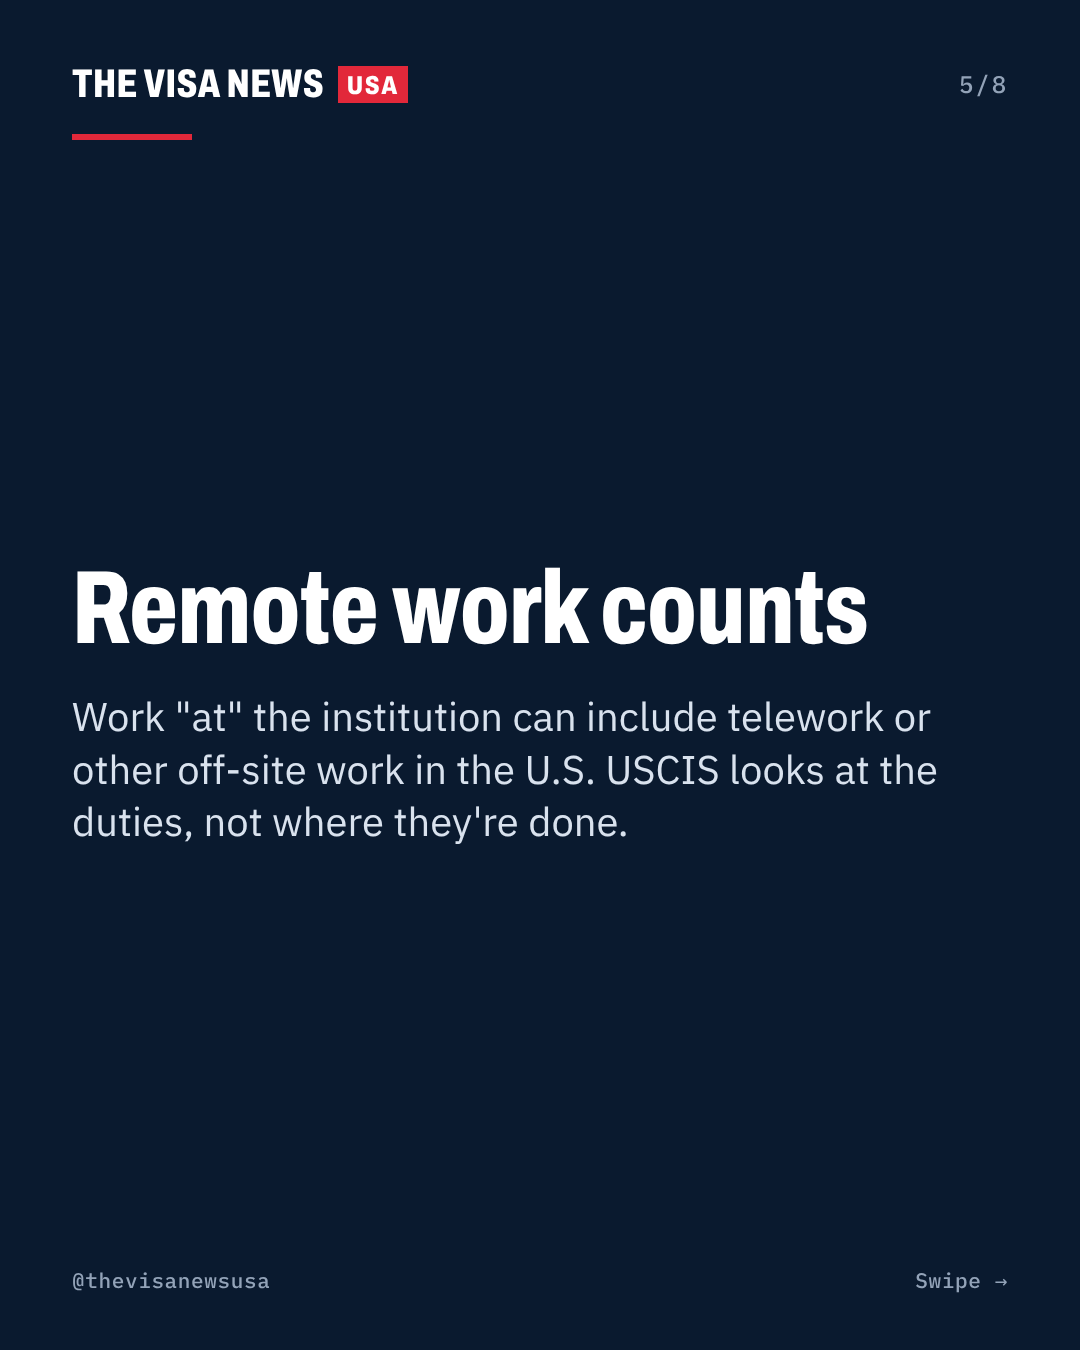 THE VISA NEWS USA
5/8
Remote work counts
Work "at" the institution can include telework or
other off-site work in the U.S. USCIS looks at the
duties, not where they're done.
@thevisanewsusa
Swipe →